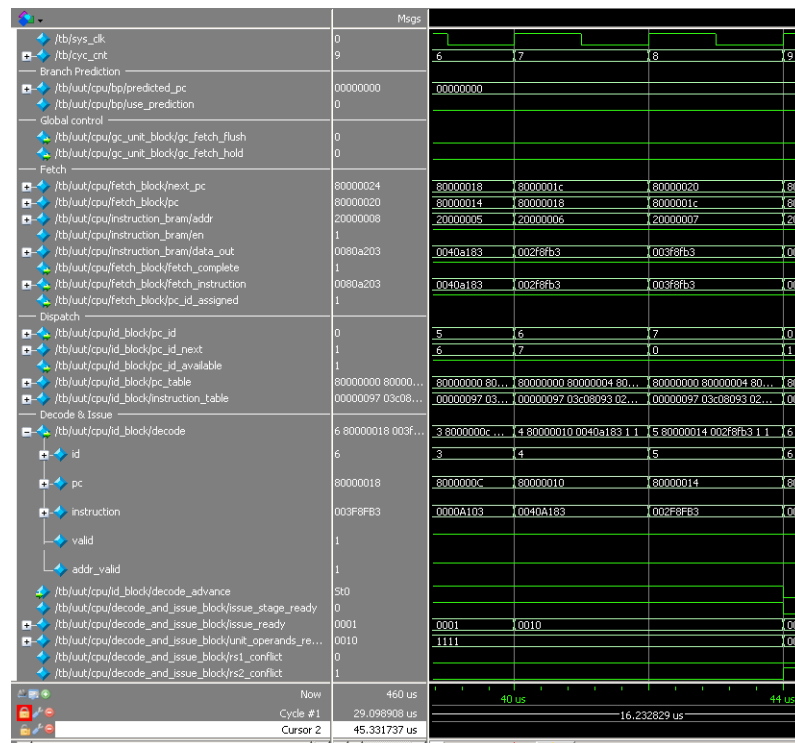 Msgs
/tb/sys_clk 0
/tb/cyc_cnt 9 6 7 8 9
Branch Prediction
/tb/uut/cpu/bp/predicted_pc 00000000 00000000
/tb/uut/cpu/bp/use_prediction 0
Global control
/tb/uut/cpu/gc_unit_block/gc_fetch_flush 0
/tb/uut/cpu/gc_unit_block/gc_fetch_hold 0
Fetch
/tb/uut/cpu/fetch_block/next_pc 80000024 80000018 8000001c 80000020 8
/tb/uut/cpu/fetch_block/pc 80000020 80000014 80000018 8000001c 8
/tb/uut/cpu/instruction_bram/addr 20000008 20000005 20000006 20000007 2
/tb/uut/cpu/instruction_bram/en 1
/tb/uut/cpu/instruction_bram/data_out 0080a203 0040a183 002f8fb3 003f8fb3 0
/tb/uut/cpu/fetch_block/fetch_complete 1
/tb/uut/cpu/fetch_block/fetch_instruction 0080a203 0040a183 002f8fb3 003f8fb3 0
/tb/uut/cpu/fetch_block/pc_id_assigned 1
Dispatch
/tb/uut/cpu/id_block/pc_id 0 5 6 7 0
/tb/uut/cpu/id_block/pc_id_next 1 6 7 0 1
/tb/uut/cpu/id_block/pc_id_available 1
/tb/uut/cpu/id_block/pc_table 80000000 80000... 80000000 80... 80000000 80000004 80... 80000000 80000004 80... 8
/tb/uut/cpu/id_block/instruction_table 00000097 03c08... 00000097 03... 00000097 03c08093 02... 00000097 03c08093 02... 0
Decode & Issue
/tb/uut/cpu/id_block/decode 6 80000018 003f... 3 8000000c ... 4 80000010 0040a183 1 1 5 80000014 002f8fb3 1 1 6
id 6 3 4 5 6
pc 80000018 8000000C 80000010 80000014 8
instruction 003F8FB3 0000A103 0040A183 002F8FB3 0
valid 1
addr_valid 1
/tb/uut/cpu/id_block/decode_advance St0
/tb/uut/cpu/decode_and_issue_block/issue_stage_ready 0
/tb/uut/cpu/decode_and_issue_block/issue_ready 0001 0001 0010 0
/tb/uut/cpu/decode_and_issue_block/unit_operands_re... 0010 1111 0
/tb/uut/cpu/decode_and_issue_block/rs1_conflict 0
/tb/uut/cpu/decode_and_issue_block/rs2_conflict 1
Now 460 us 40 us 44 us
Cycle #1 29.098908 us 16.232829 us
Cursor 2 45.331737 us